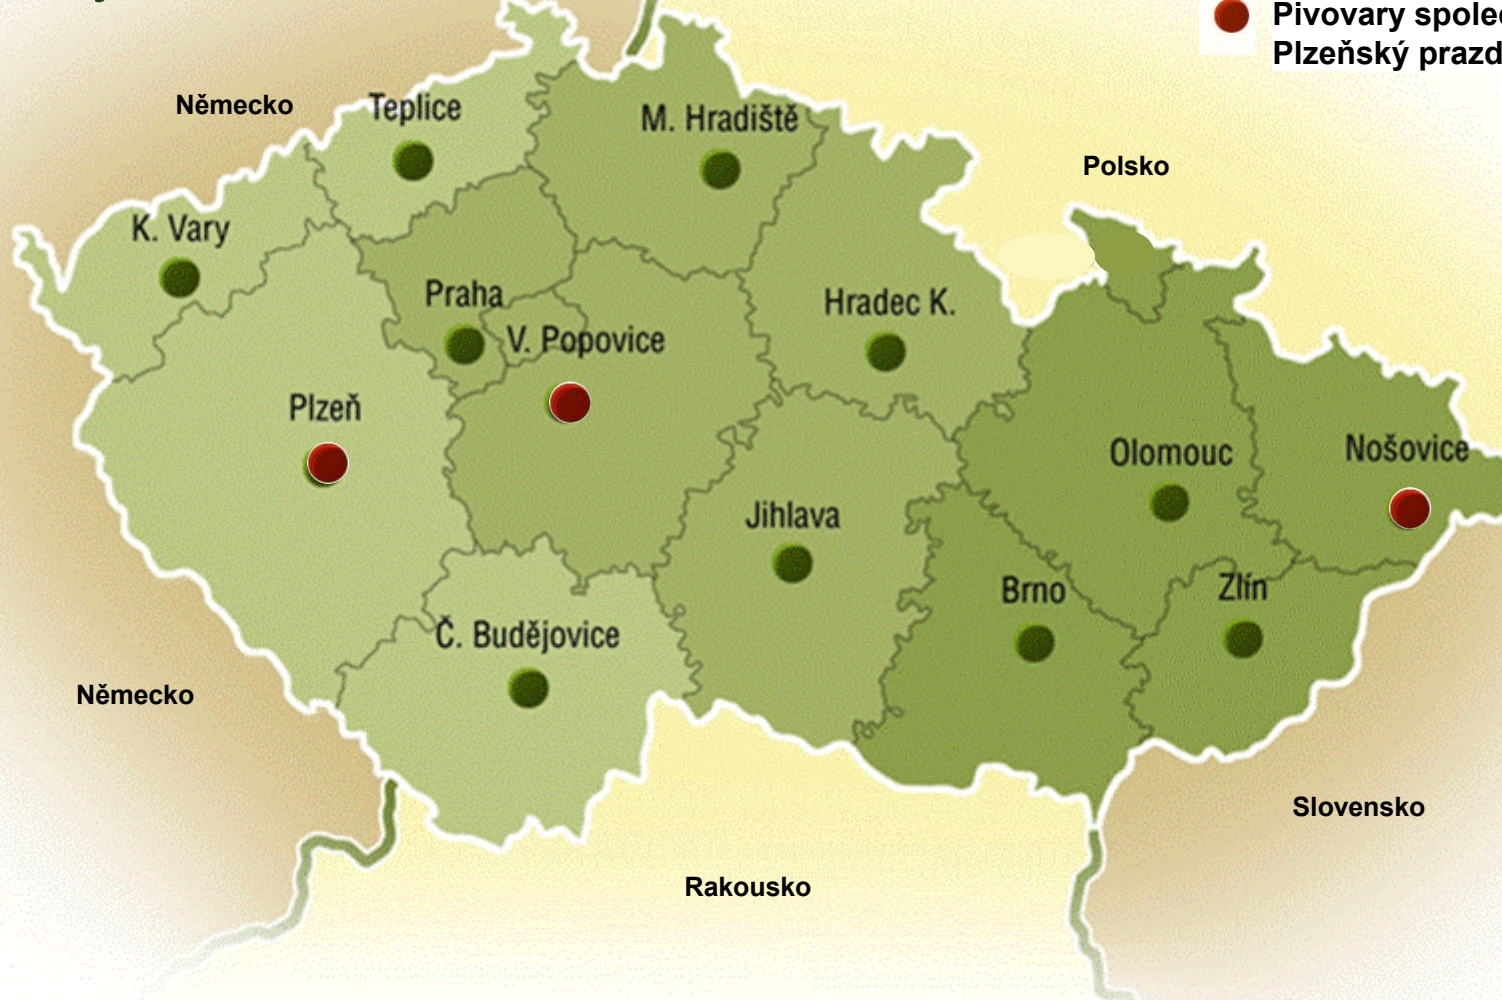 Pivovary společ
Plzeňský prazd
Německo
Teplice
M. Hradiště
Polsko
K. Vary
Praha
Hradec K.
V. Popovice
Plzeň
Olomouc
Nošovice
Jihlava
Brno
Zlín
Č. Budějovice
Německo
Slovensko
Rakousko